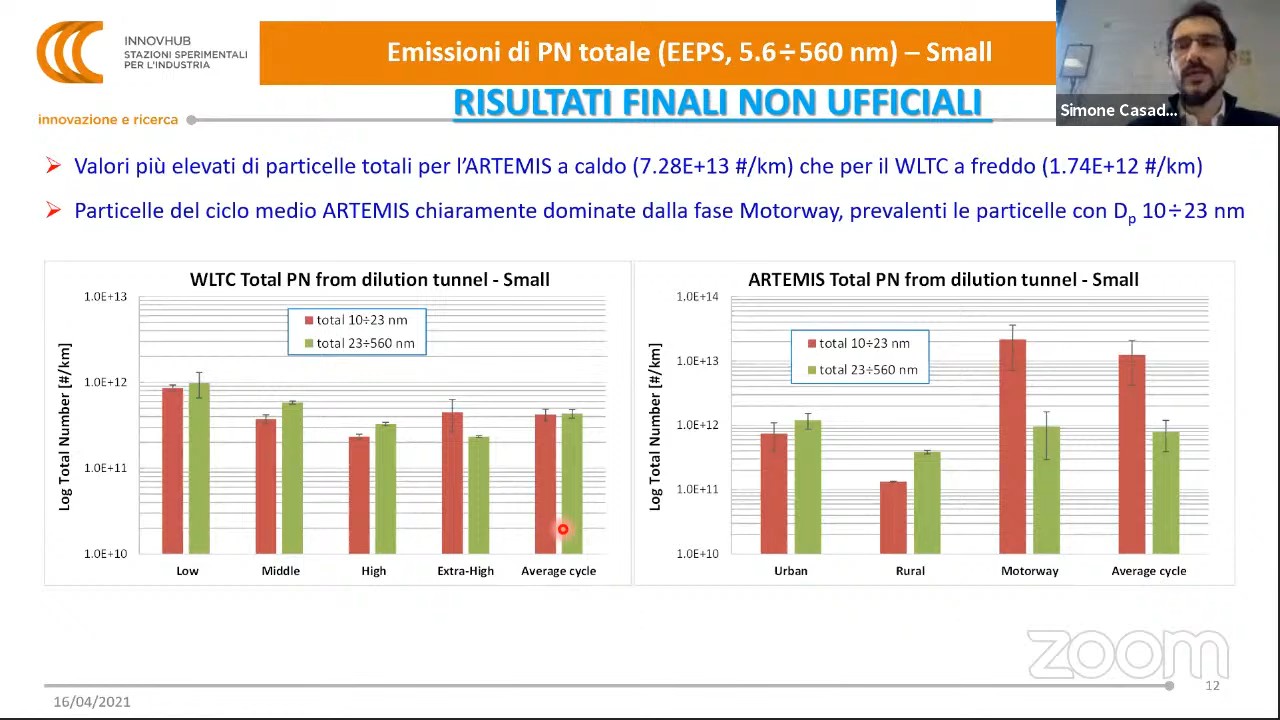 INNOVHUB
STAZIONI SPERIMENTALI
PER L'INDUSTRIA
innovazione e ricerca
Emissioni di PN totale (EEPS, 5.6÷560 nm) – Small
RISULTATI FINALI NON UFFICIALI
Simone Casad...
Valori più elevati di particelle totali per l'ARTEMIS a caldo (7.28E+13 #/km) che per il WLTC a freddo (1.74E+12 #/km)
Particelle del ciclo medio ARTEMIS chiaramente dominate dalla fase Motorway, prevalenti le particelle con Dp 10÷23 nm
WLTC Total PN from dilution tunnel - Small
1.0E+13
1.0E+12
1.0E+11
1.0E+10
Log Total Number [#/km]
total 10÷23 nm
total 23÷560 nm
Low Middle High Extra-High Average cycle
ARTEMIS Total PN from dilution tunnel - Small
1.0E+14
1.0E+13
1.0E+12
1.0E+11
1.0E+10
Log Total Number [#/km]
total 10÷23 nm
total 23÷560 nm
Urban Rural Motorway Average cycle
zoom
16/04/2021
12